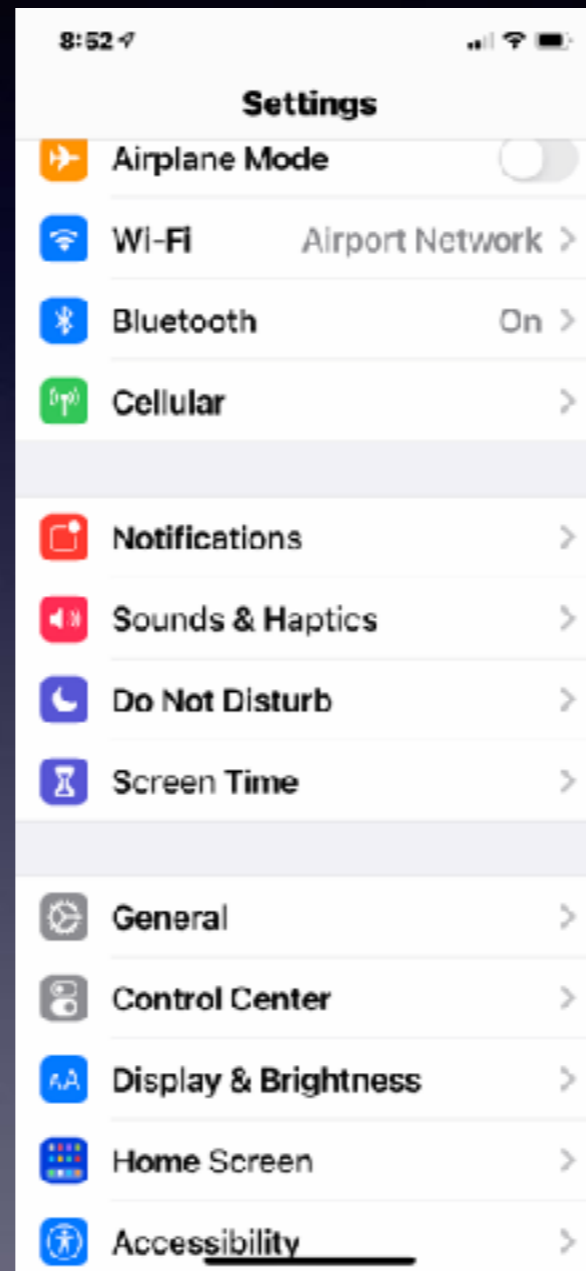 8:52
Settings
Airplane Mode
Wi-Fi Airport Network
Bluetooth On
Cellular
Notifications
Sounds & Haptics
Do Not Disturb
Screen Time
General
Control Center
AA Display & Brightness
Home Screen
Accessibility